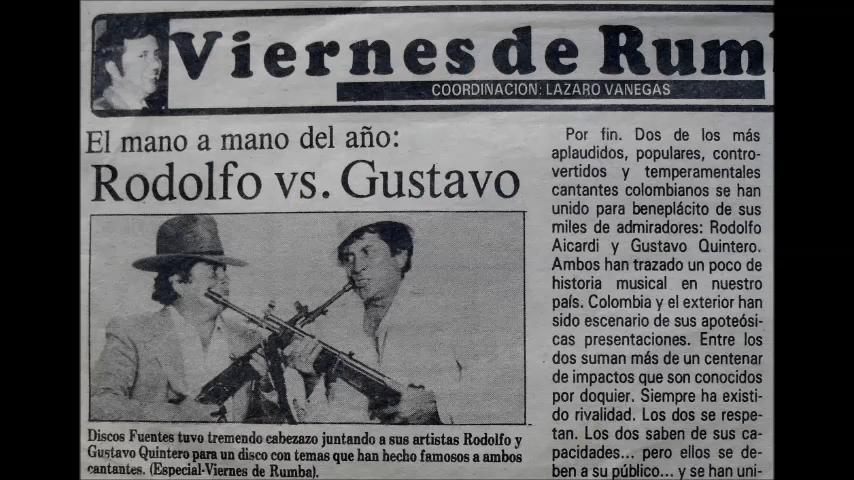 Viernes de Rum
COORDINACION: LAZARO VANEGAS
El mano a mano del año:
Rodolfo vs. Gustavo
Discos Fuentes tuvo tremendo cabezazo juntando a sus artistas Rodolfo y
Gustavo Quintero para un disco con temas que han hecho famosos a ambos
cantantes. (Especial-Viernes de Rumba).
Por fin. Dos de los más
aplaudidos, populares, contro-
vertidos y temperamentales
cantantes colombianos se han
unido para beneplácito de sus
miles de admiradores: Rodolfo
Aicardi y Gustavo Quintero.
Ambos han trazado un poco de
historia musical en nuestro
país. Colombia y el exterior han
sido escenario de sus apoteósi-
cas presentaciones. Entre los
dos suman más de un centenar
de impactos que son conocidos
por doquier. Siempre ha existi-
do rivalidad. Los dos se respe-
tan. Los dos saben de sus ca-
pacidades... pero ellos se de-
ben a su público... y se han uni-